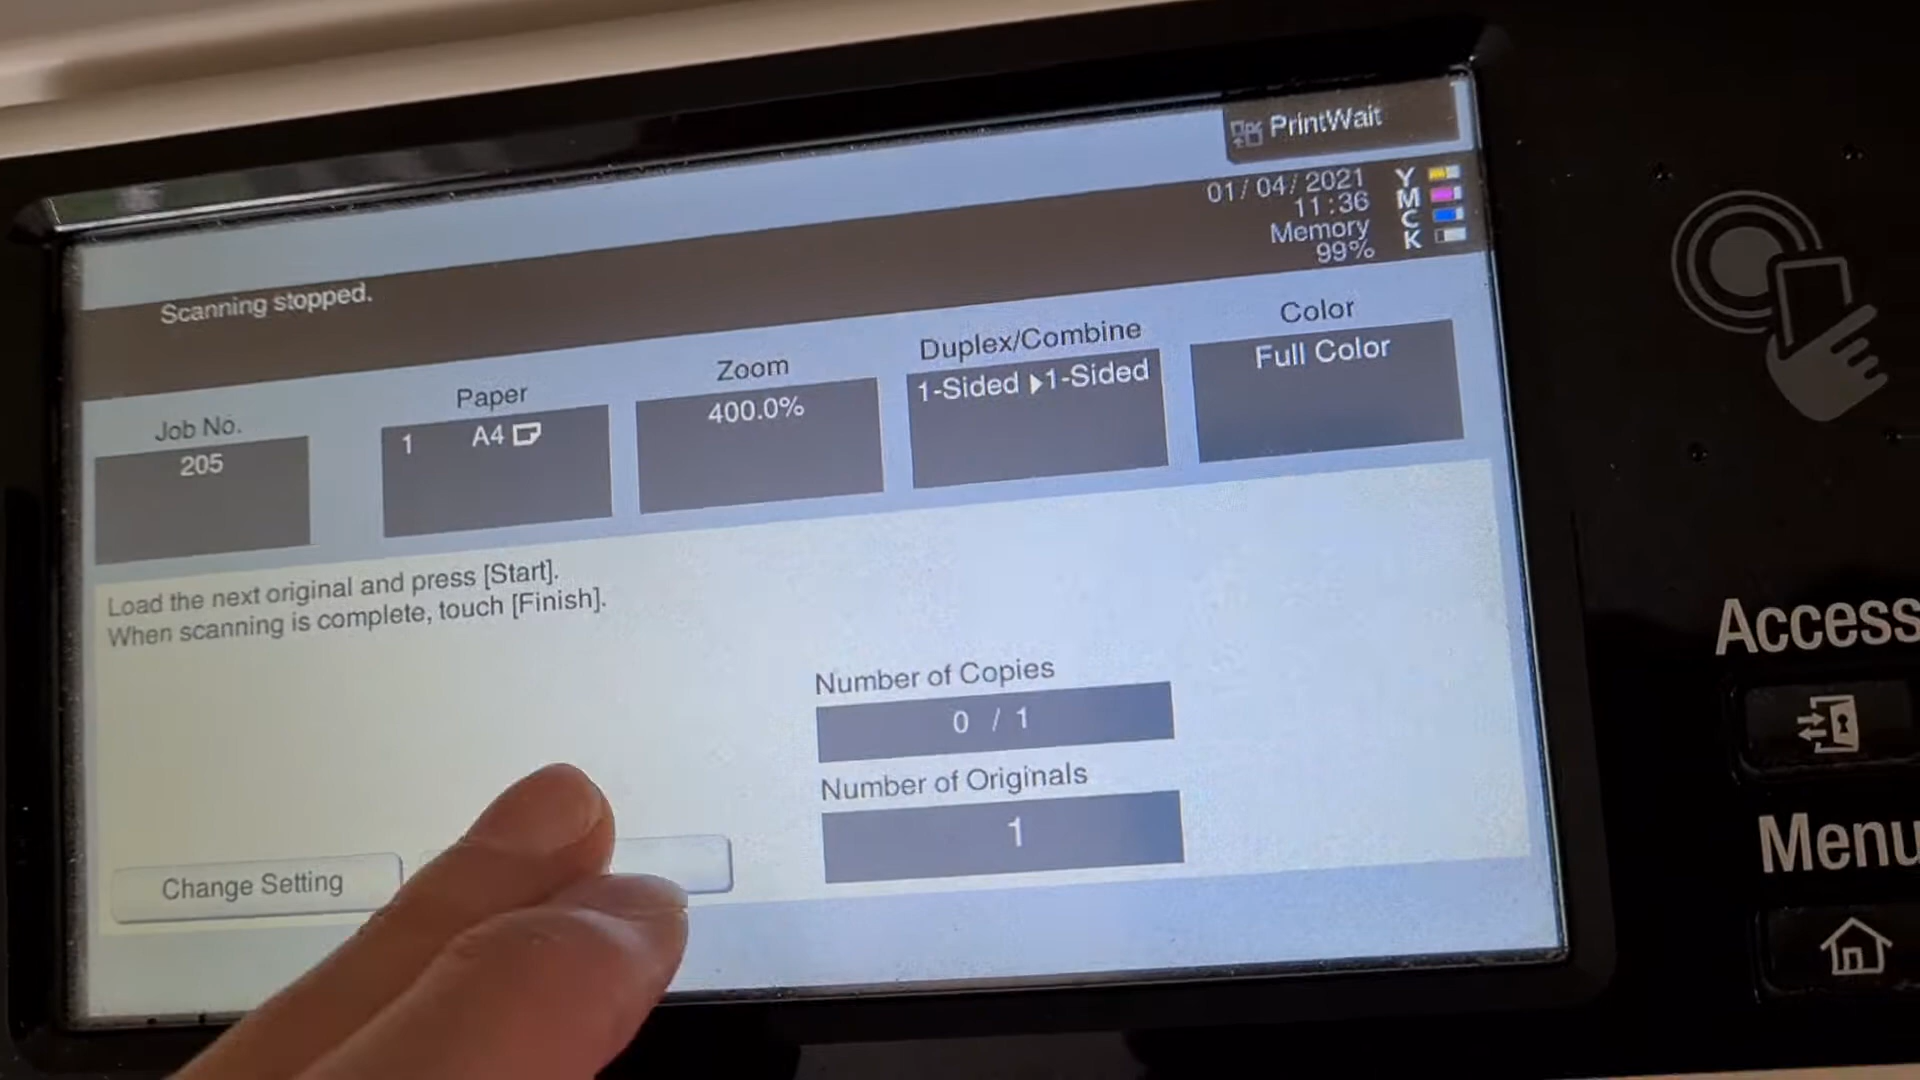 PrintWait
01/04/2021
11:36
Memory
99%
Y
M
C
K
Scanning stopped.
Job No.
205
Paper
1 A4
Zoom
400.0%
Duplex/Combine
1-Sided ▶1-Sided
Color
Full Color
Load the next original and press [Start].
When scanning is complete, touch [Finish].
Number of Copies
0 / 1
Number of Originals
1
Change Setting
Access
Menu